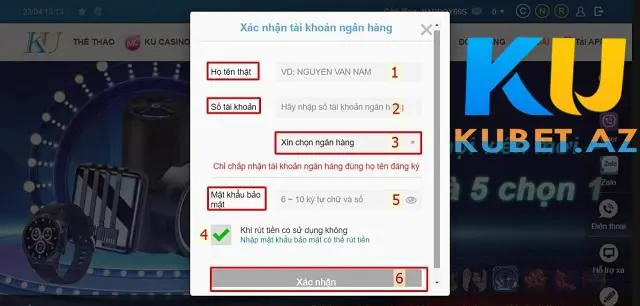 23/04 13:13
KU THỂ THAO KU CASINO
Tải APP
Xác nhận tài khoản ngân hàng
Họ tên thật VD: NGUYEN VAN NAM 1
Số tài khoản Hãy nhập số tài khoản ngân hàng 2
Xin chọn ngân hàng 3
Chỉ chấp nhận tài khoản ngân hàng đúng họ tên đăng ký
Mật khẩu bảo mật 6 ~ 10 ký tự chữ và số 5
4 Khi rút tiền có sử dụng không
Nhập mật khẩu bảo mật có thể rút tiền
Xác nhận 6
KU
KUBET.AZ
5 chọn 1
Zalo
Điện thoại
Hỗ trợ